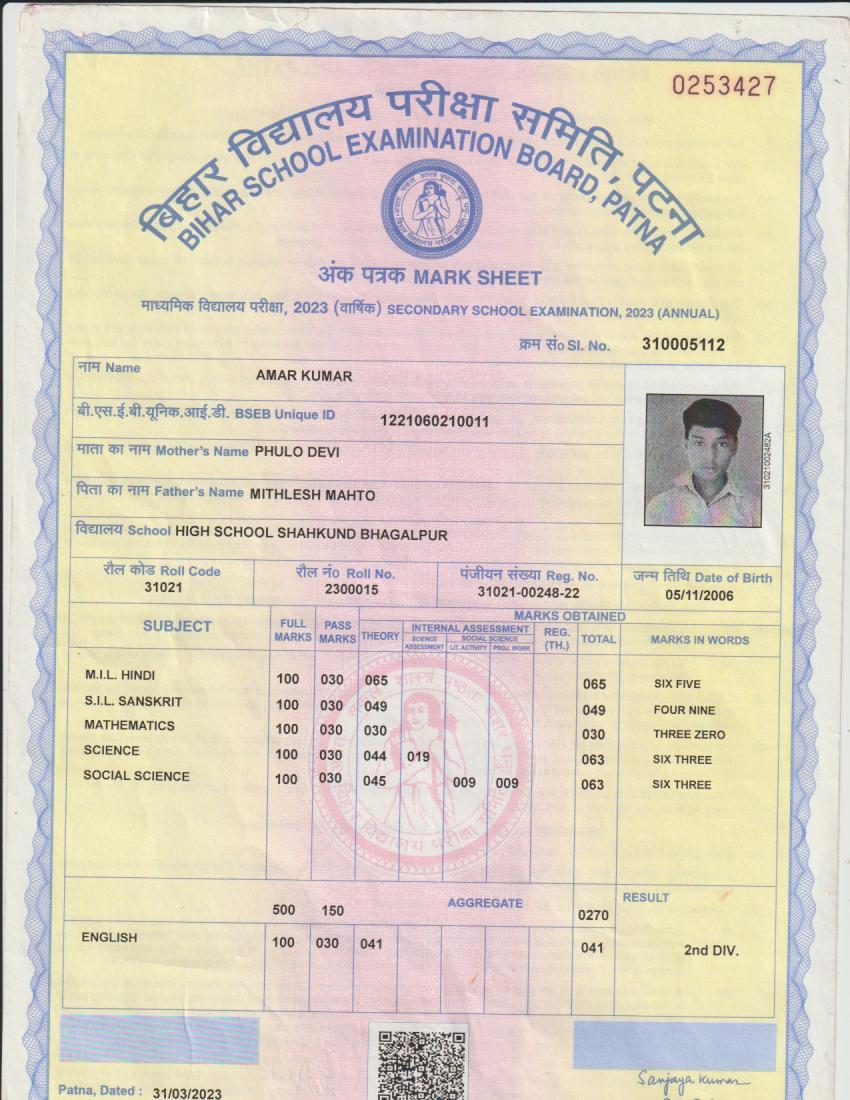 0253427
बिहार विद्यालय परीक्षा समिति, पटना
BIHAR SCHOOL EXAMINATION BOARD, PATNA
अंक पत्रक MARK SHEET
माध्यमिक विद्यालय परीक्षा, 2023 (वार्षिक) SECONDARY SCHOOL EXAMINATION, 2023 (ANNUAL)
क्रम सं० Sl. No. 310005112
नाम Name AMAR KUMAR
बी.एस.ई.बी.यूनिक.आई.डी. BSEB Unique ID 1221060210011
माता का नाम Mother's Name PHULO DEVI
पिता का नाम Father's Name MITHLESH MAHTO
विद्यालय School HIGH SCHOOL SHAHKUND BHAGALPUR
31021002482A
रौल कोड Roll Code रौल नं० Roll No. पंजीयन संख्या Reg. No. जन्म तिथि Date of Birth
31021 2300015 31021-00248-22 05/11/2006
MARKS OBTAINED
SUBJECT FULL MARKS PASS MARKS THEORY INTERNAL ASSESSMENT REG. (TH.) TOTAL MARKS IN WORDS
SCIENCE ASSESSMENT SOCIAL SCIENCE LIT. ACTIVITY PROJ. WORK
M.I.L. HINDI 100 030 065 065 SIX FIVE
S.I.L. SANSKRIT 100 030 049 049 FOUR NINE
MATHEMATICS 100 030 030 030 THREE ZERO
SCIENCE 100 030 044 019 063 SIX THREE
SOCIAL SCIENCE 100 030 045 009 009 063 SIX THREE
बिहार विद्यालय परीक्षा समिति
500 150 AGGREGATE 0270 RESULT
ENGLISH 100 030 041 041 2nd DIV.
Sanjaya Kumar
Patna, Dated : 31/03/2023